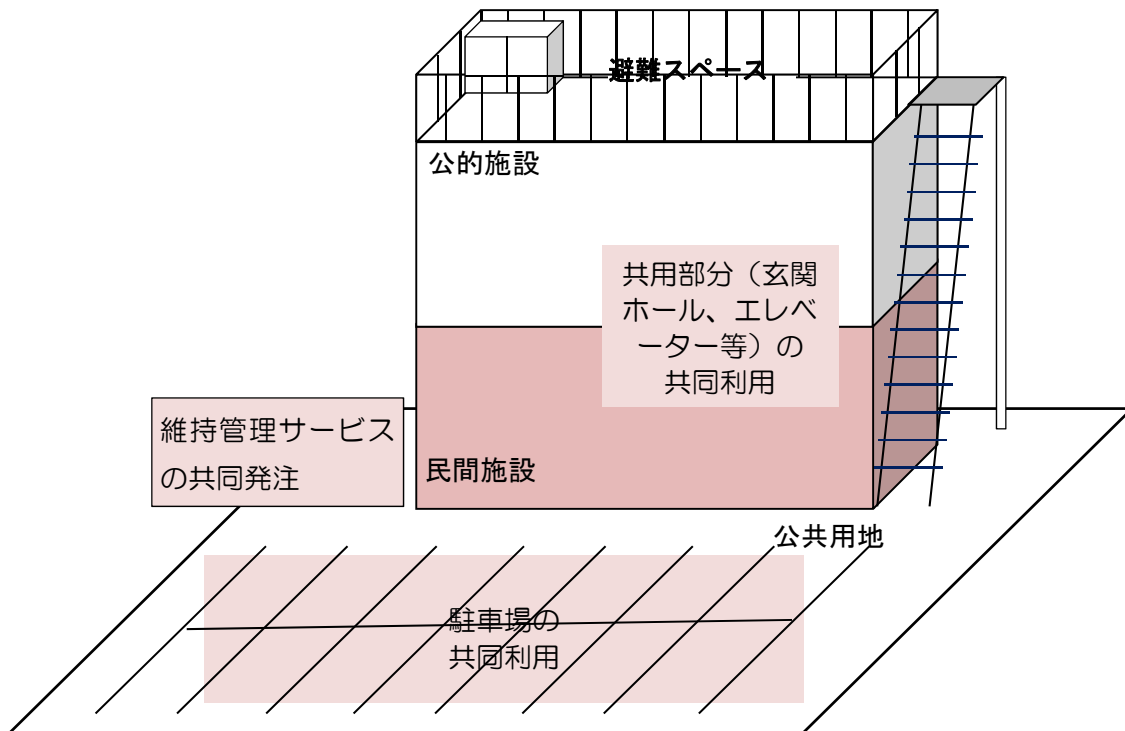 避難スペース
公的施設
共用部分（玄関
ホール、エレベ
ーター等）の
共同利用
維持管理サービス
の共同発注
民間施設
公共用地
駐車場の
共同利用